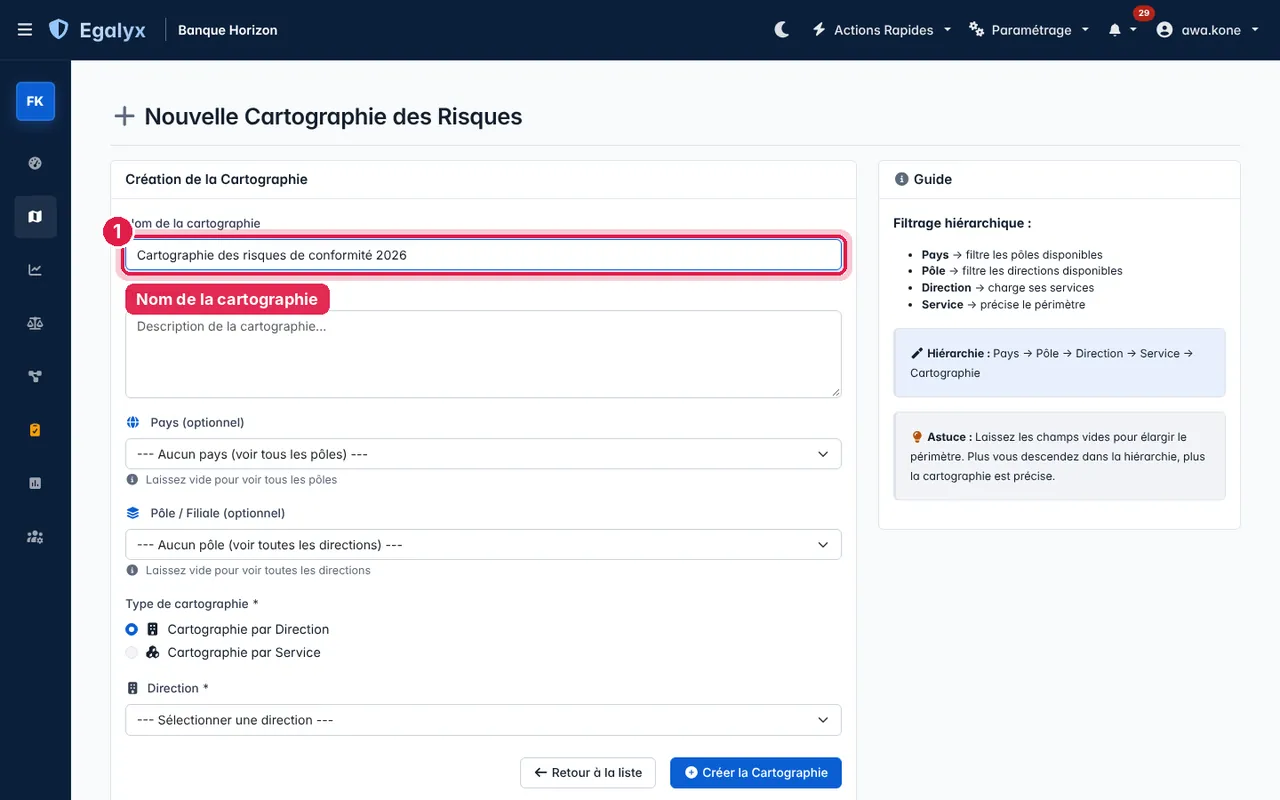 Egalyx
Banque Horizon
Actions Rapides
Paramétrage
29
awa.kone
FK
Nouvelle Cartographie des Risques
Création de la Cartographie
1
Nom de la cartographie
Cartographie des risques de conformité 2026
Nom de la cartographie
Description de la cartographie...
Pays (optionnel)
--- Aucun pays (voir tous les pôles) ---
Laissez vide pour voir tous les pôles
Pôle / Filiale (optionnel)
--- Aucun pôle (voir toutes les directions) ---
Laissez vide pour voir toutes les directions
Type de cartographie *
Cartographie par Direction
Cartographie par Service
Direction *
--- Sélectionner une direction ---
← Retour à la liste
Créer la Cartographie
Guide
Filtrage hiérarchique :
• Pays → filtre les pôles disponibles
• Pôle → filtre les directions disponibles
• Direction → charge ses services
• Service → précise le périmètre
Hiérarchie : Pays → Pôle → Direction → Service →
Cartographie
Astuce : Laissez les champs vides pour élargir le
périmètre. Plus vous descendez dans la hiérarchie, plus
la cartographie est précise.